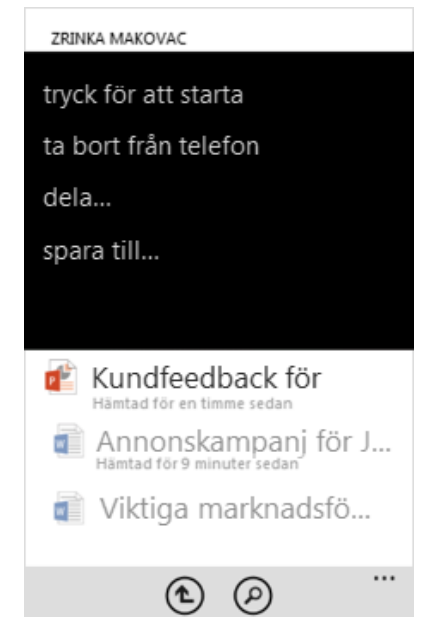 ZRINKA MAKOVAC
tryck för att starta
ta bort från telefon
dela...
spara till...
Kundfeedback för
Hämtad för en timme sedan
Annonskampanj för J...
Hämtad för 9 minuter sedan
Viktiga marknadsfö...
...